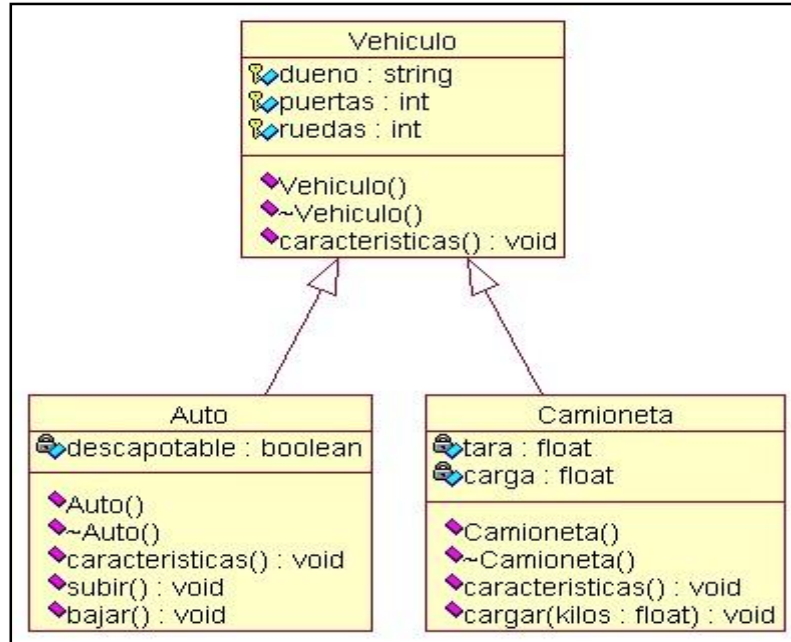 Vehiculo
dueno : string
puertas : int
ruedas : int
Vehiculo()
~Vehiculo()
caracteristicas() : void
Auto
descapotable : boolean
Auto()
~Auto()
caracteristicas() : void
subir() : void
bajar() : void
Camioneta
tara : float
carga : float
Camioneta()
~Camioneta()
caracteristicas() : void
cargar(kilos : float) : void